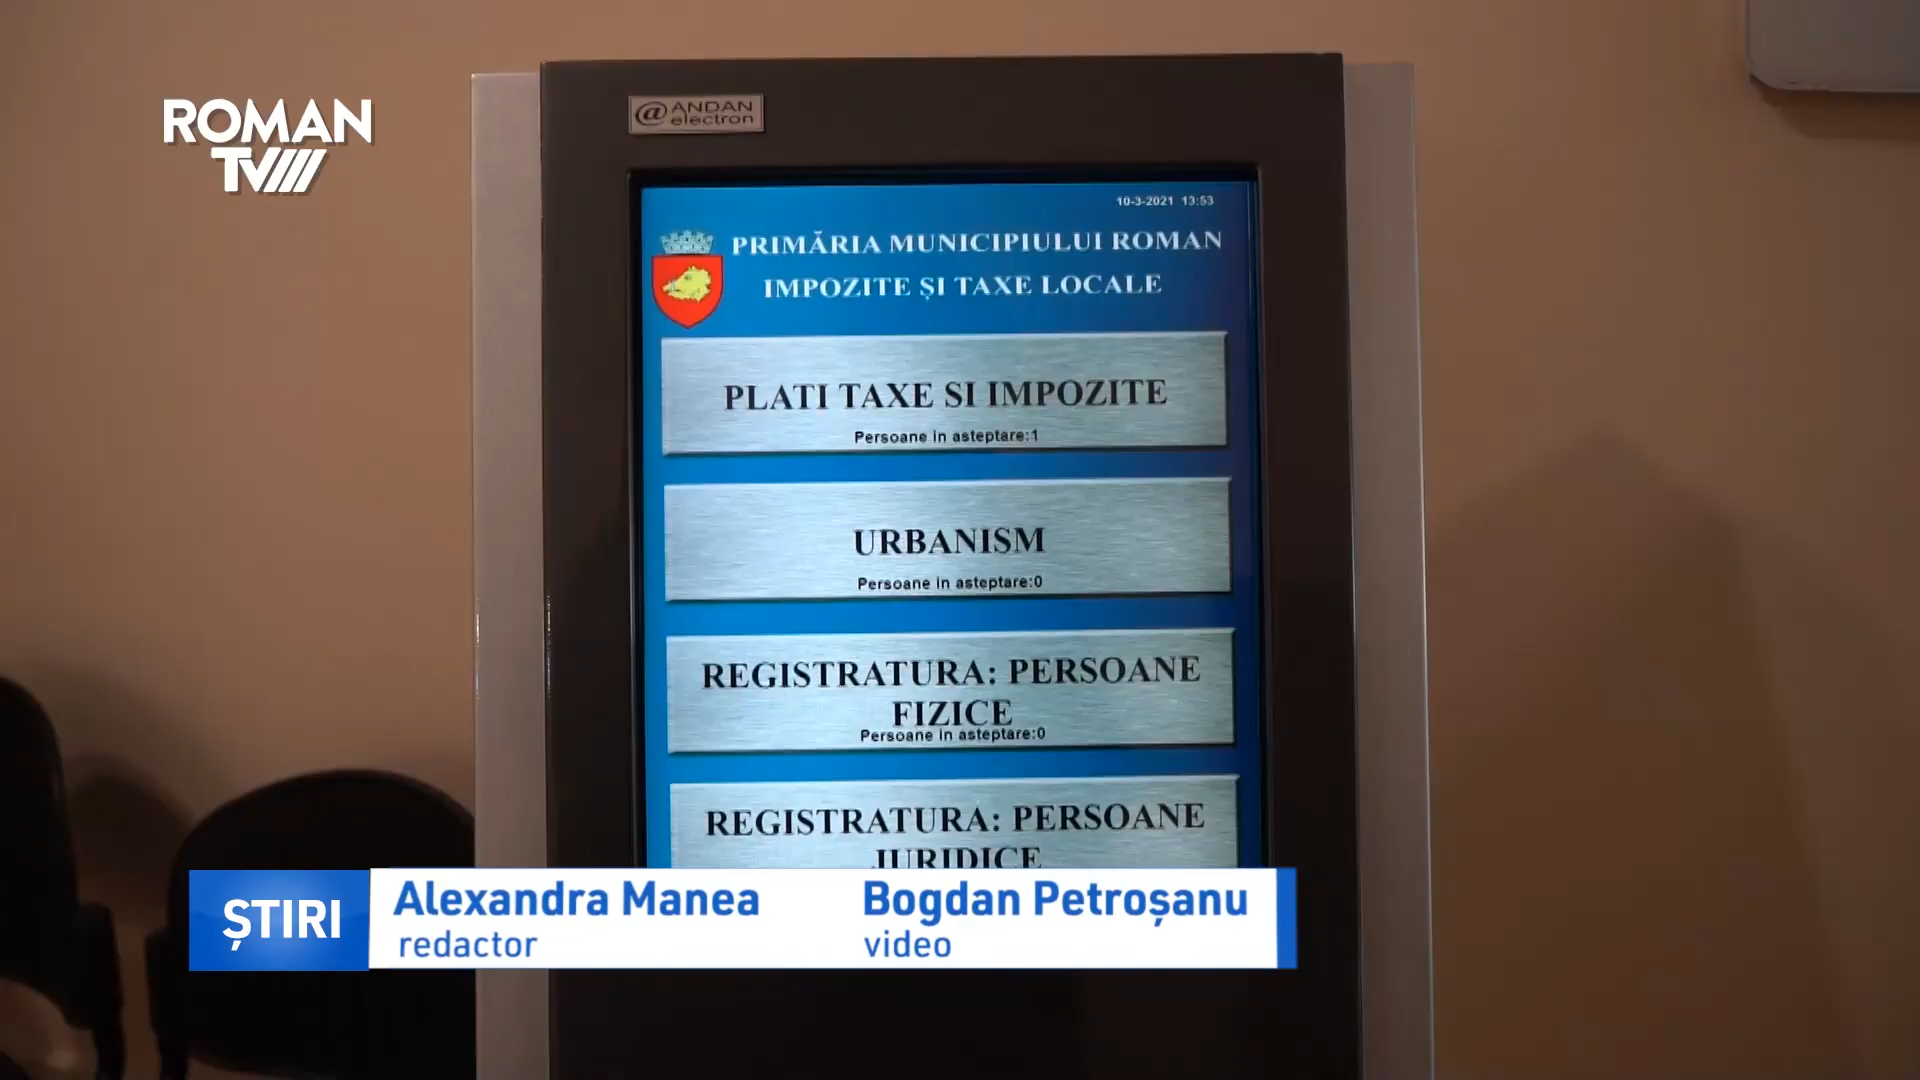 ROMAN
TV
@ ANDAN
electron
10-3-2021 13:53
PRIMĂRIA MUNICIPIULUI ROMAN
IMPOZITE ȘI TAXE LOCALE
PLATI TAXE SI IMPOZITE
Persoane in asteptare:1
URBANISM
Persoane in asteptare:0
REGISTRATURA: PERSOANE
FIZICE
Persoane in asteptare:0
REGISTRATURA: PERSOANE
JURIDICE
ȘTIRI
Alexandra Manea
redactor
Bogdan Petroșanu
video